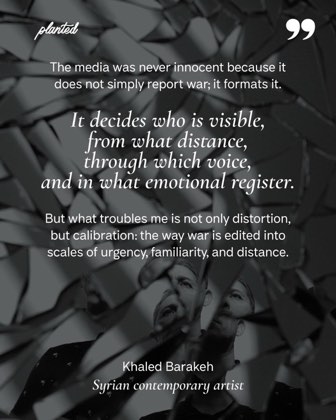 planted
The media was never innocent because it
does not simply report war; it formats it.
It decides who is visible,
from what distance,
through which voice,
and in what emotional register.
But what troubles me is not only distortion,
but calibration: the way war is edited into
scales of urgency, familiarity, and distance.
Khaled Barakeh
Syrian contemporary artist